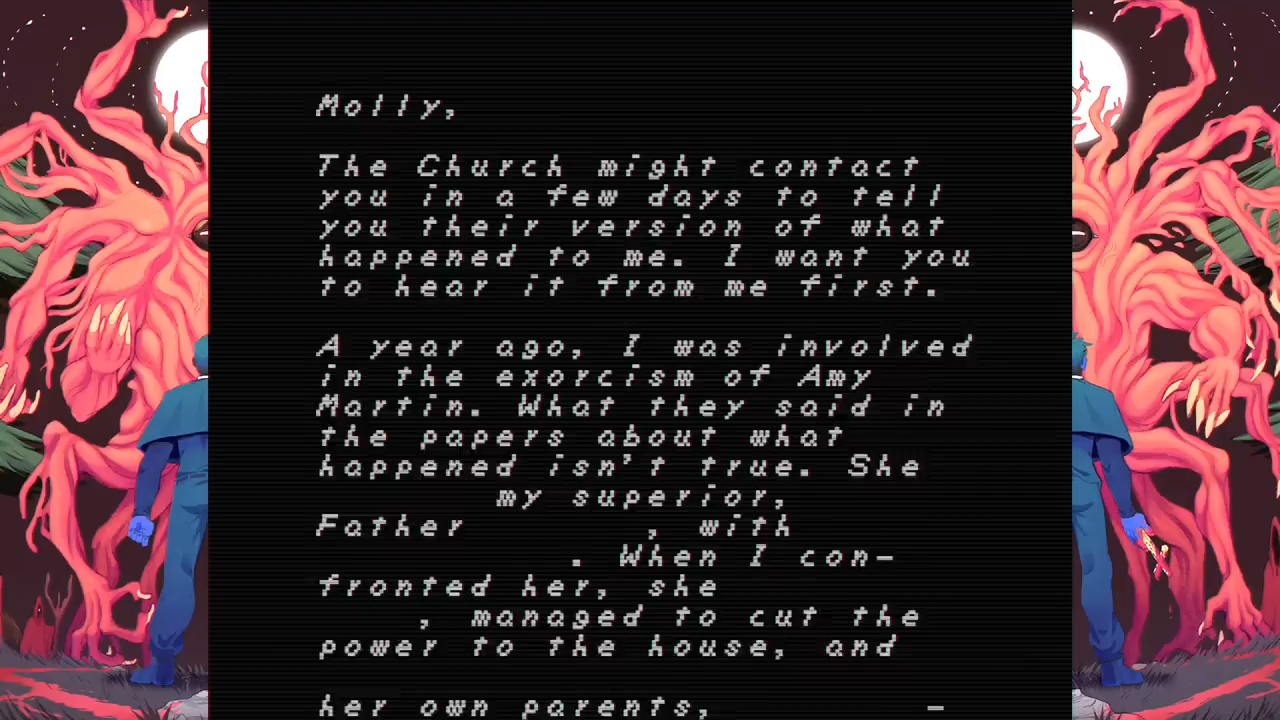 Molly,
The Church might contact
you in a few days to tell
you their version of what
happened to me. I want you
to hear it from me first.
A year ago, I was involved
in the exorcism of Amy
Martin. What they said in
the papers about what
happened isn't true. She
my superior,
Father , with
. When I con-
fronted her, she
, managed to cut the
power to the house, and
her own parents, -